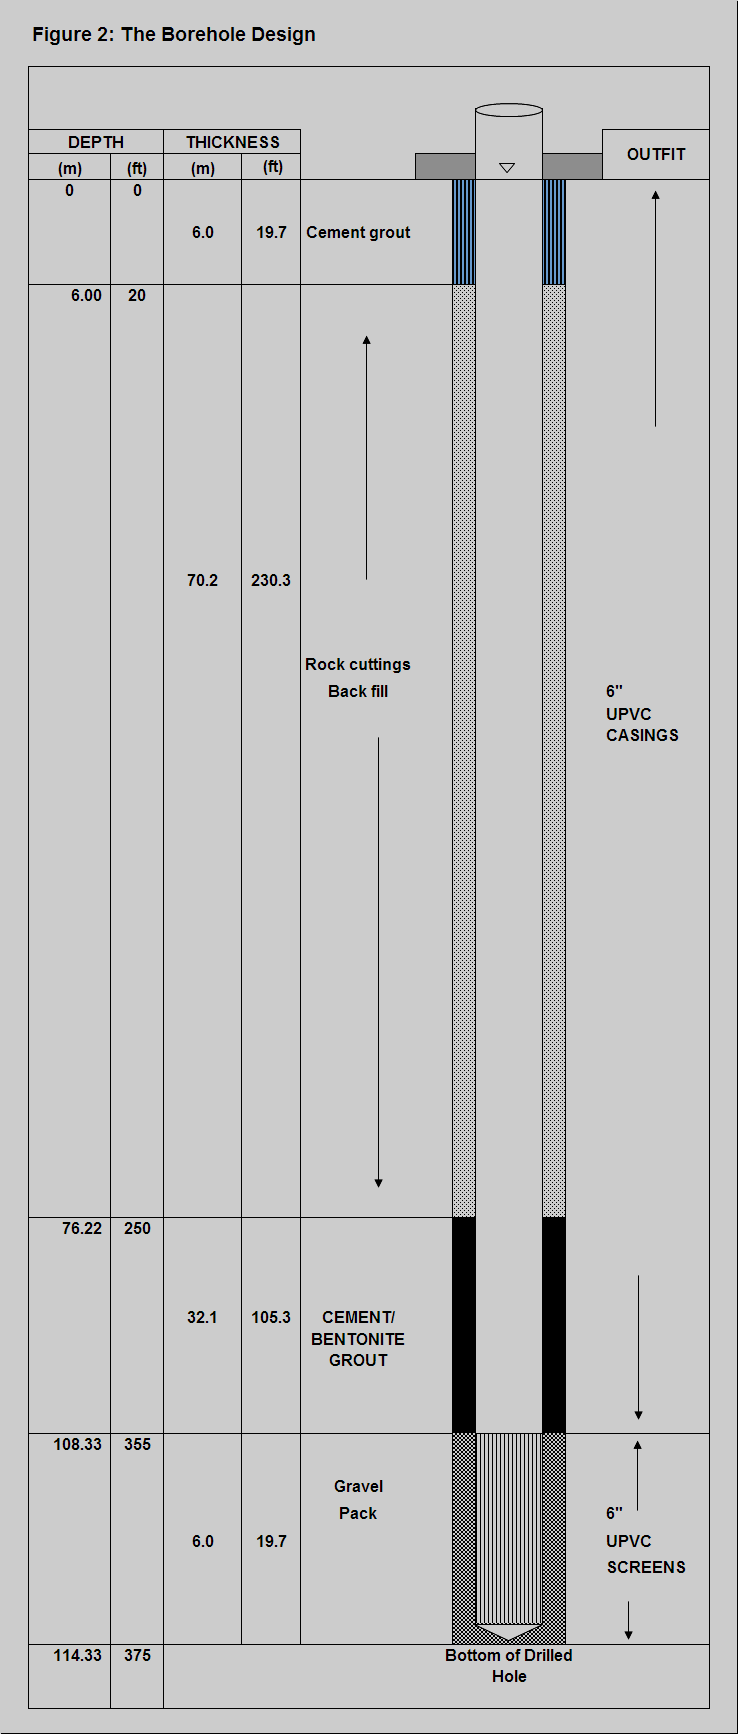 Figure 2: The Borehole Design
DEPTH THICKNESS
OUTFIT
(m) (ft) (m) (ft)
0 0
6.0 19.7 Cement grout
6.00 20
70.2 230.3
Rock cuttings
Back fill
6"
UPVC
CASINGS
76.22 250
32.1 105.3 CEMENT/
BENTONITE
GROUT
108.33 355
Gravel
Pack
6.0 19.7
6"
UPVC
SCREENS
114.33 375 Bottom of Drilled
Hole